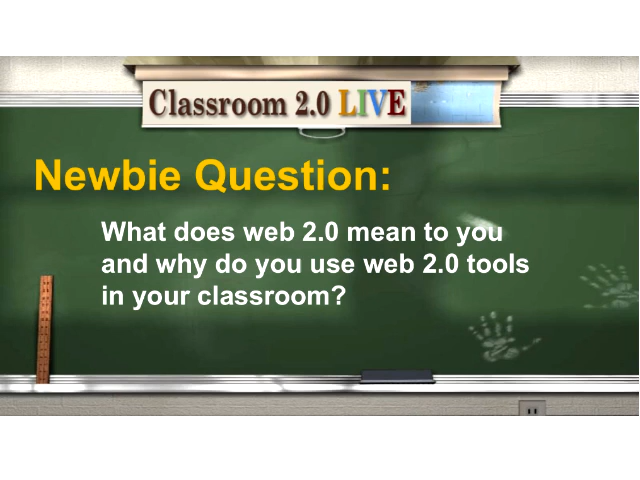 Classroom 2.0 LIVE
Newbie Question:
What does web 2.0 mean to you
and why do you use web 2.0 tools
in your classroom?